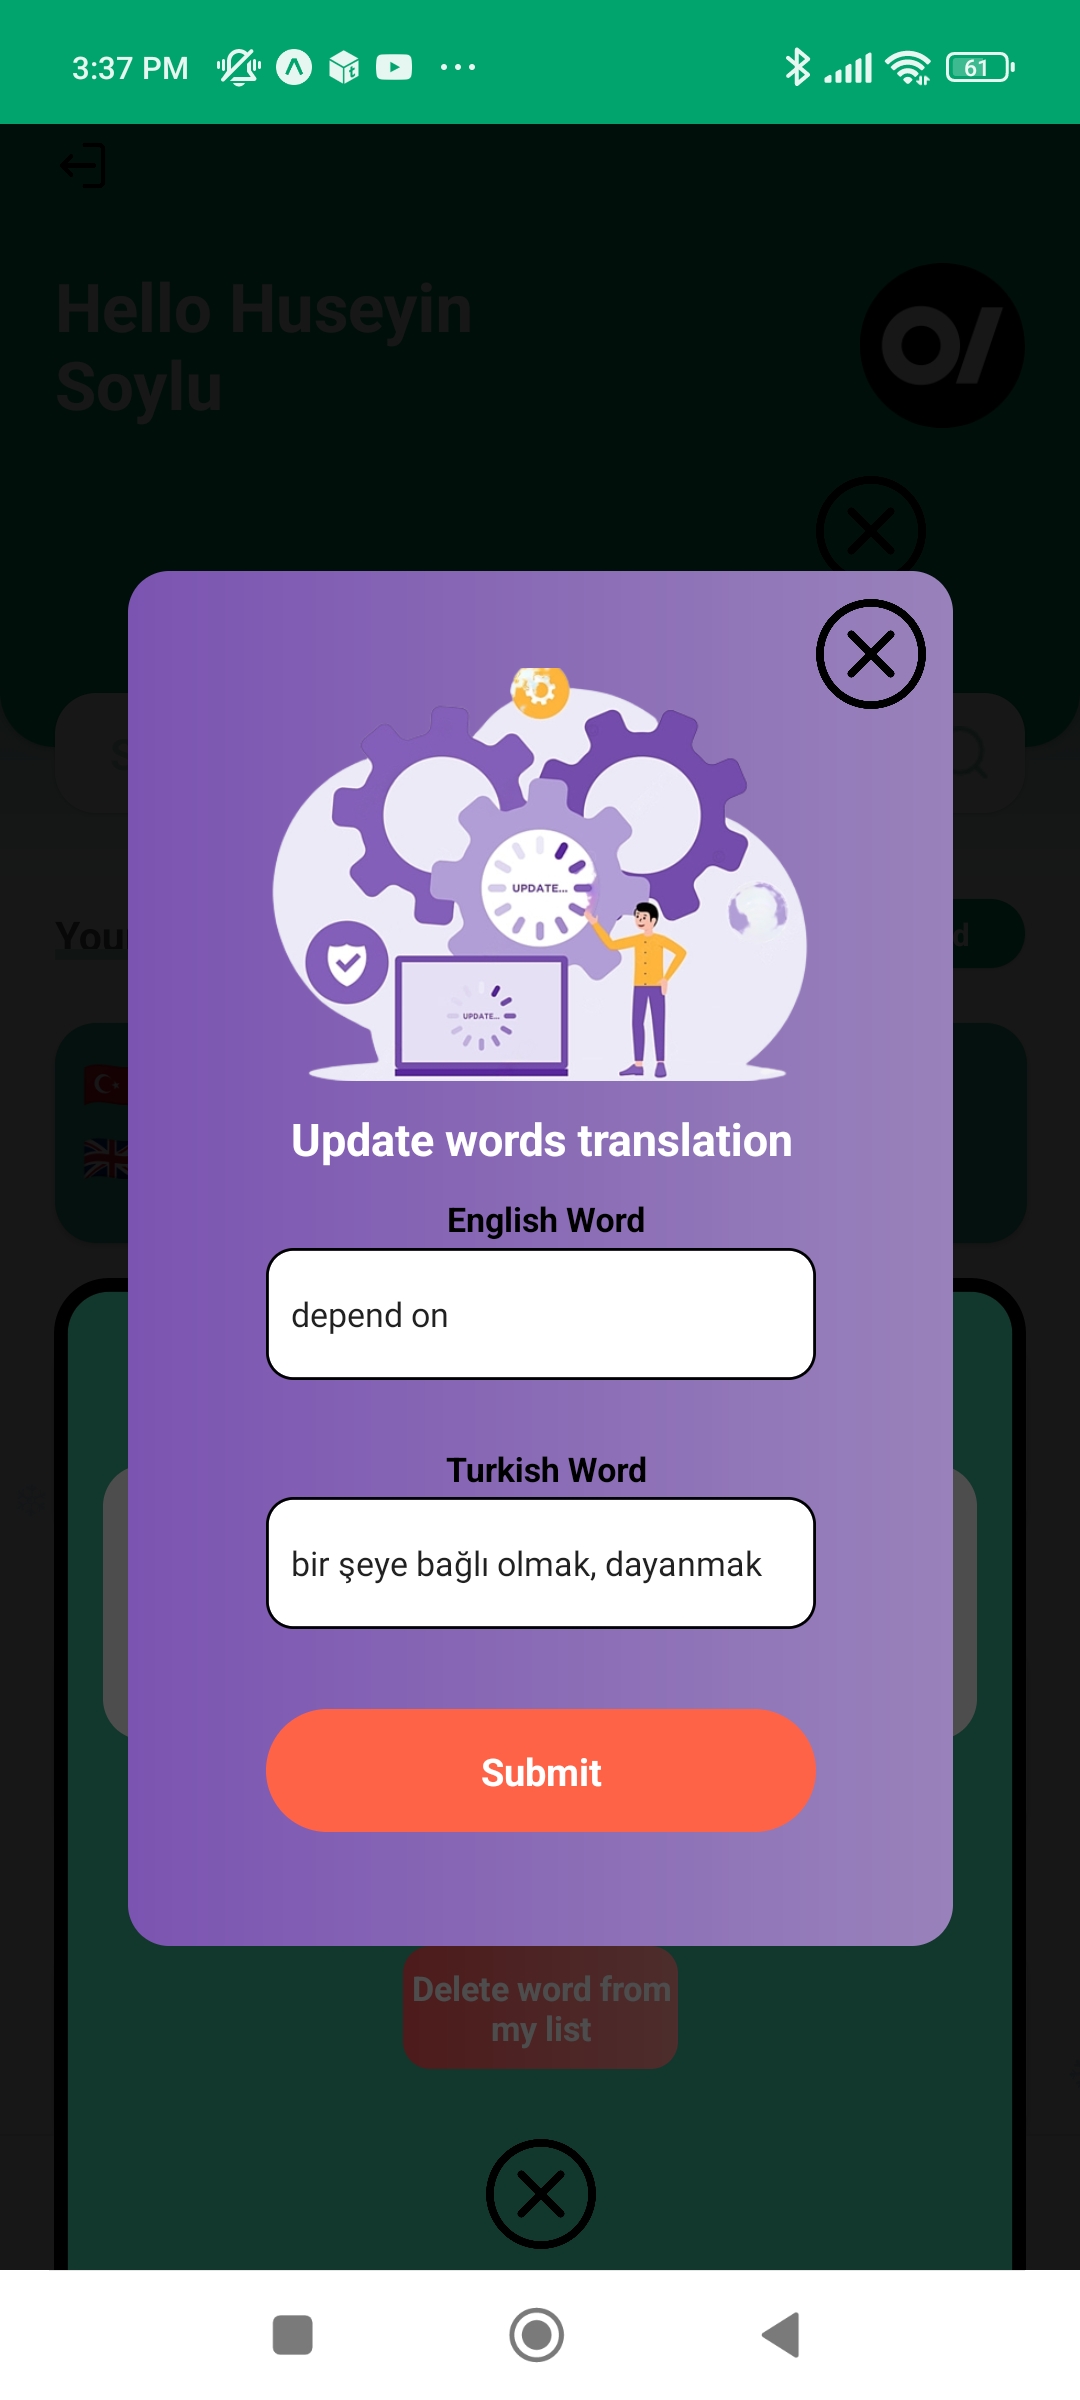 3:37 PM
61
Hello Huseyin
Soylu
Your
d
UPDATE...
UPDATE...
Update words translation
English Word
depend on
Turkish Word
bir şeye bağlı olmak, dayanmak
Submit
Delete word from
my list